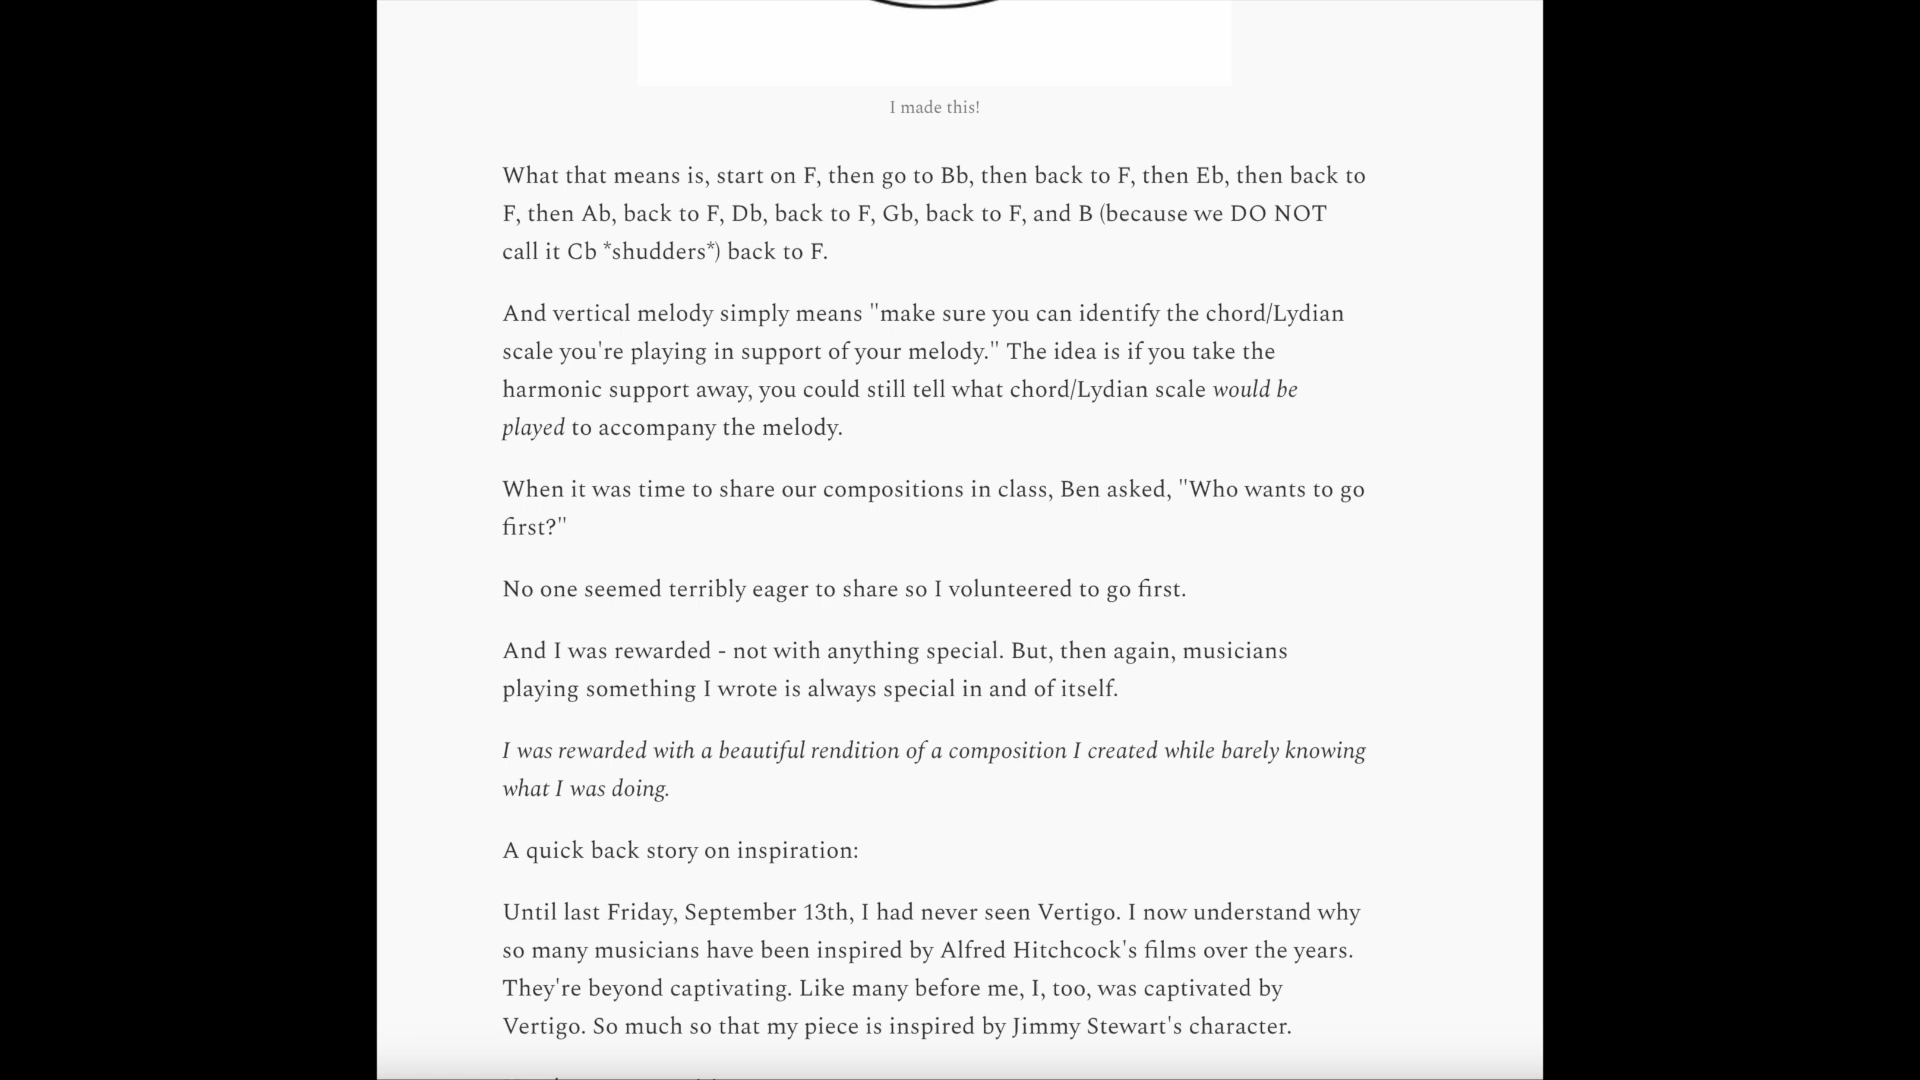 I made this!
What that means is, start on F, then go to Bb, then back to F, then Eb, then back to
F, then Ab, back to F, Db, back to F, Gb, back to F, and B (because we DO NOT
call it Cb *shudders*) back to F.
And vertical melody simply means "make sure you can identify the chord/Lydian
scale you're playing in support of your melody." The idea is if you take the
harmonic support away, you could still tell what chord/Lydian scale would be
played to accompany the melody.
When it was time to share our compositions in class, Ben asked, "Who wants to go
first?"
No one seemed terribly eager to share so I volunteered to go first.
And I was rewarded - not with anything special. But, then again, musicians
playing something I wrote is always special in and of itself.
I was rewarded with a beautiful rendition of a composition I created while barely knowing
what I was doing.
A quick back story on inspiration:
Until last Friday, September 13th, I had never seen Vertigo. I now understand why
so many musicians have been inspired by Alfred Hitchcock's films over the years.
They're beyond captivating. Like many before me, I, too, was captivated by
Vertigo. So much so that my piece is inspired by Jimmy Stewart's character.